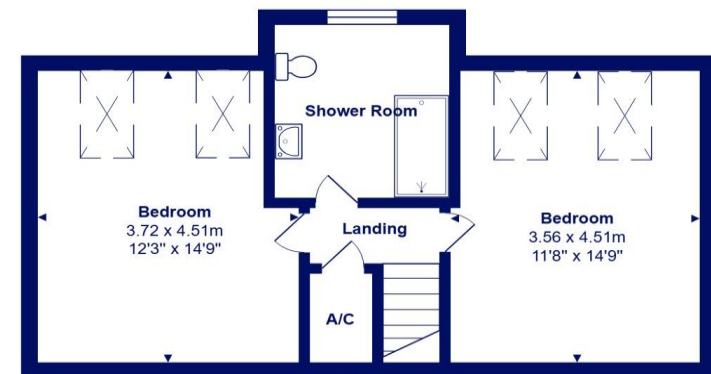 Shower Room
Bedroom
3.72 x 4.51m
12'3" x 14'9"
Landing
Bedroom
3.56 x 4.51m
11'8" x 14'9"
A/C